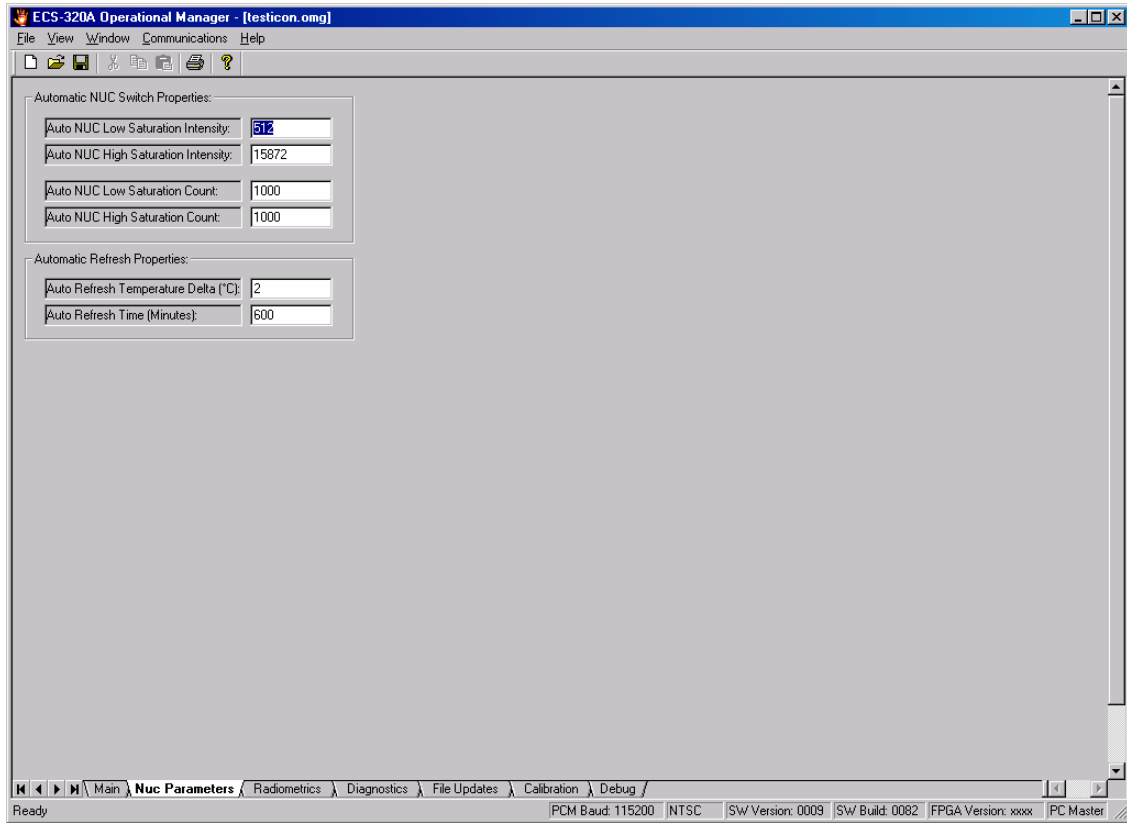 ECS-320A Operational Manager - [testicon.omg]
File View Window Communications Help
Automatic NUC Switch Properties:
Auto NUC Low Saturation Intensity: 512
Auto NUC High Saturation Intensity: 15872
Auto NUC Low Saturation Count: 1000
Auto NUC High Saturation Count: 1000
Automatic Refresh Properties:
Auto Refresh Temperature Delta (°C): 2
Auto Refresh Time (Minutes): 600
Main Nuc Parameters Radiometrics Diagnostics File Updates Calibration Debug
Ready PCM Baud: 115200 NTSC SW Version: 0009 SW Build: 0082 FPGA Version: xxxx PC Master